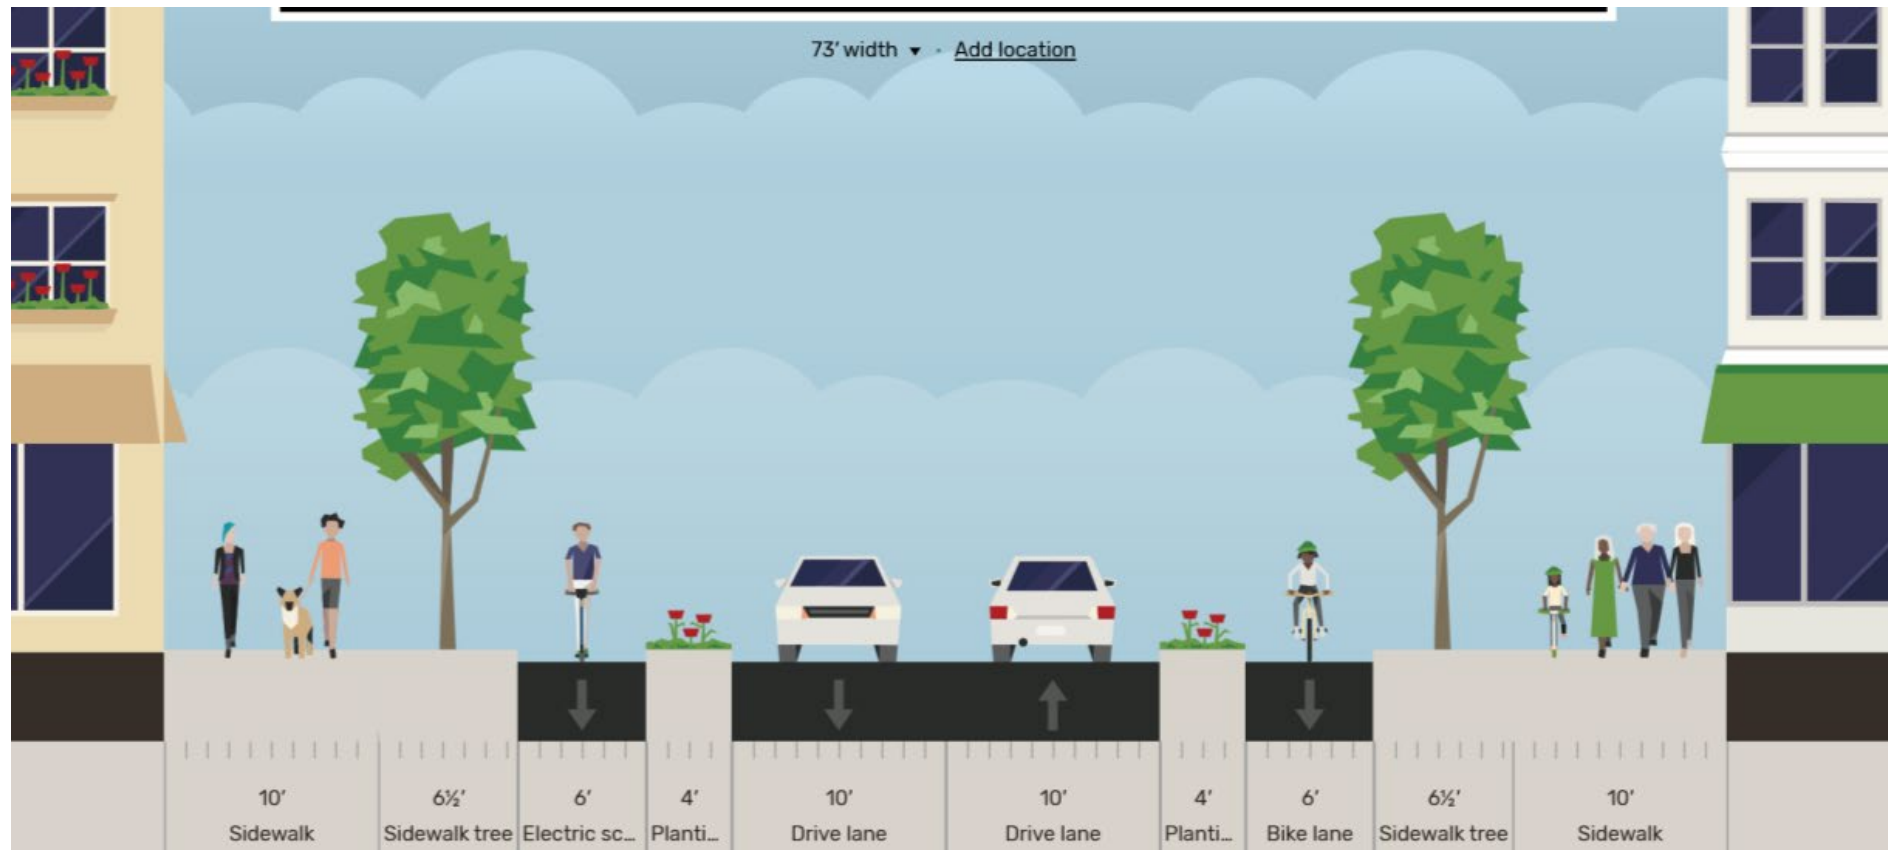 73′ width ▾ · Add location
10′ 6½′ 6′ 4′ 10′ 10′ 4′ 6′ 6½′ 10′
Sidewalk Sidewalk tree Electric sc... Planti... Drive lane Drive lane Planti... Bike lane Sidewalk tree Sidewalk